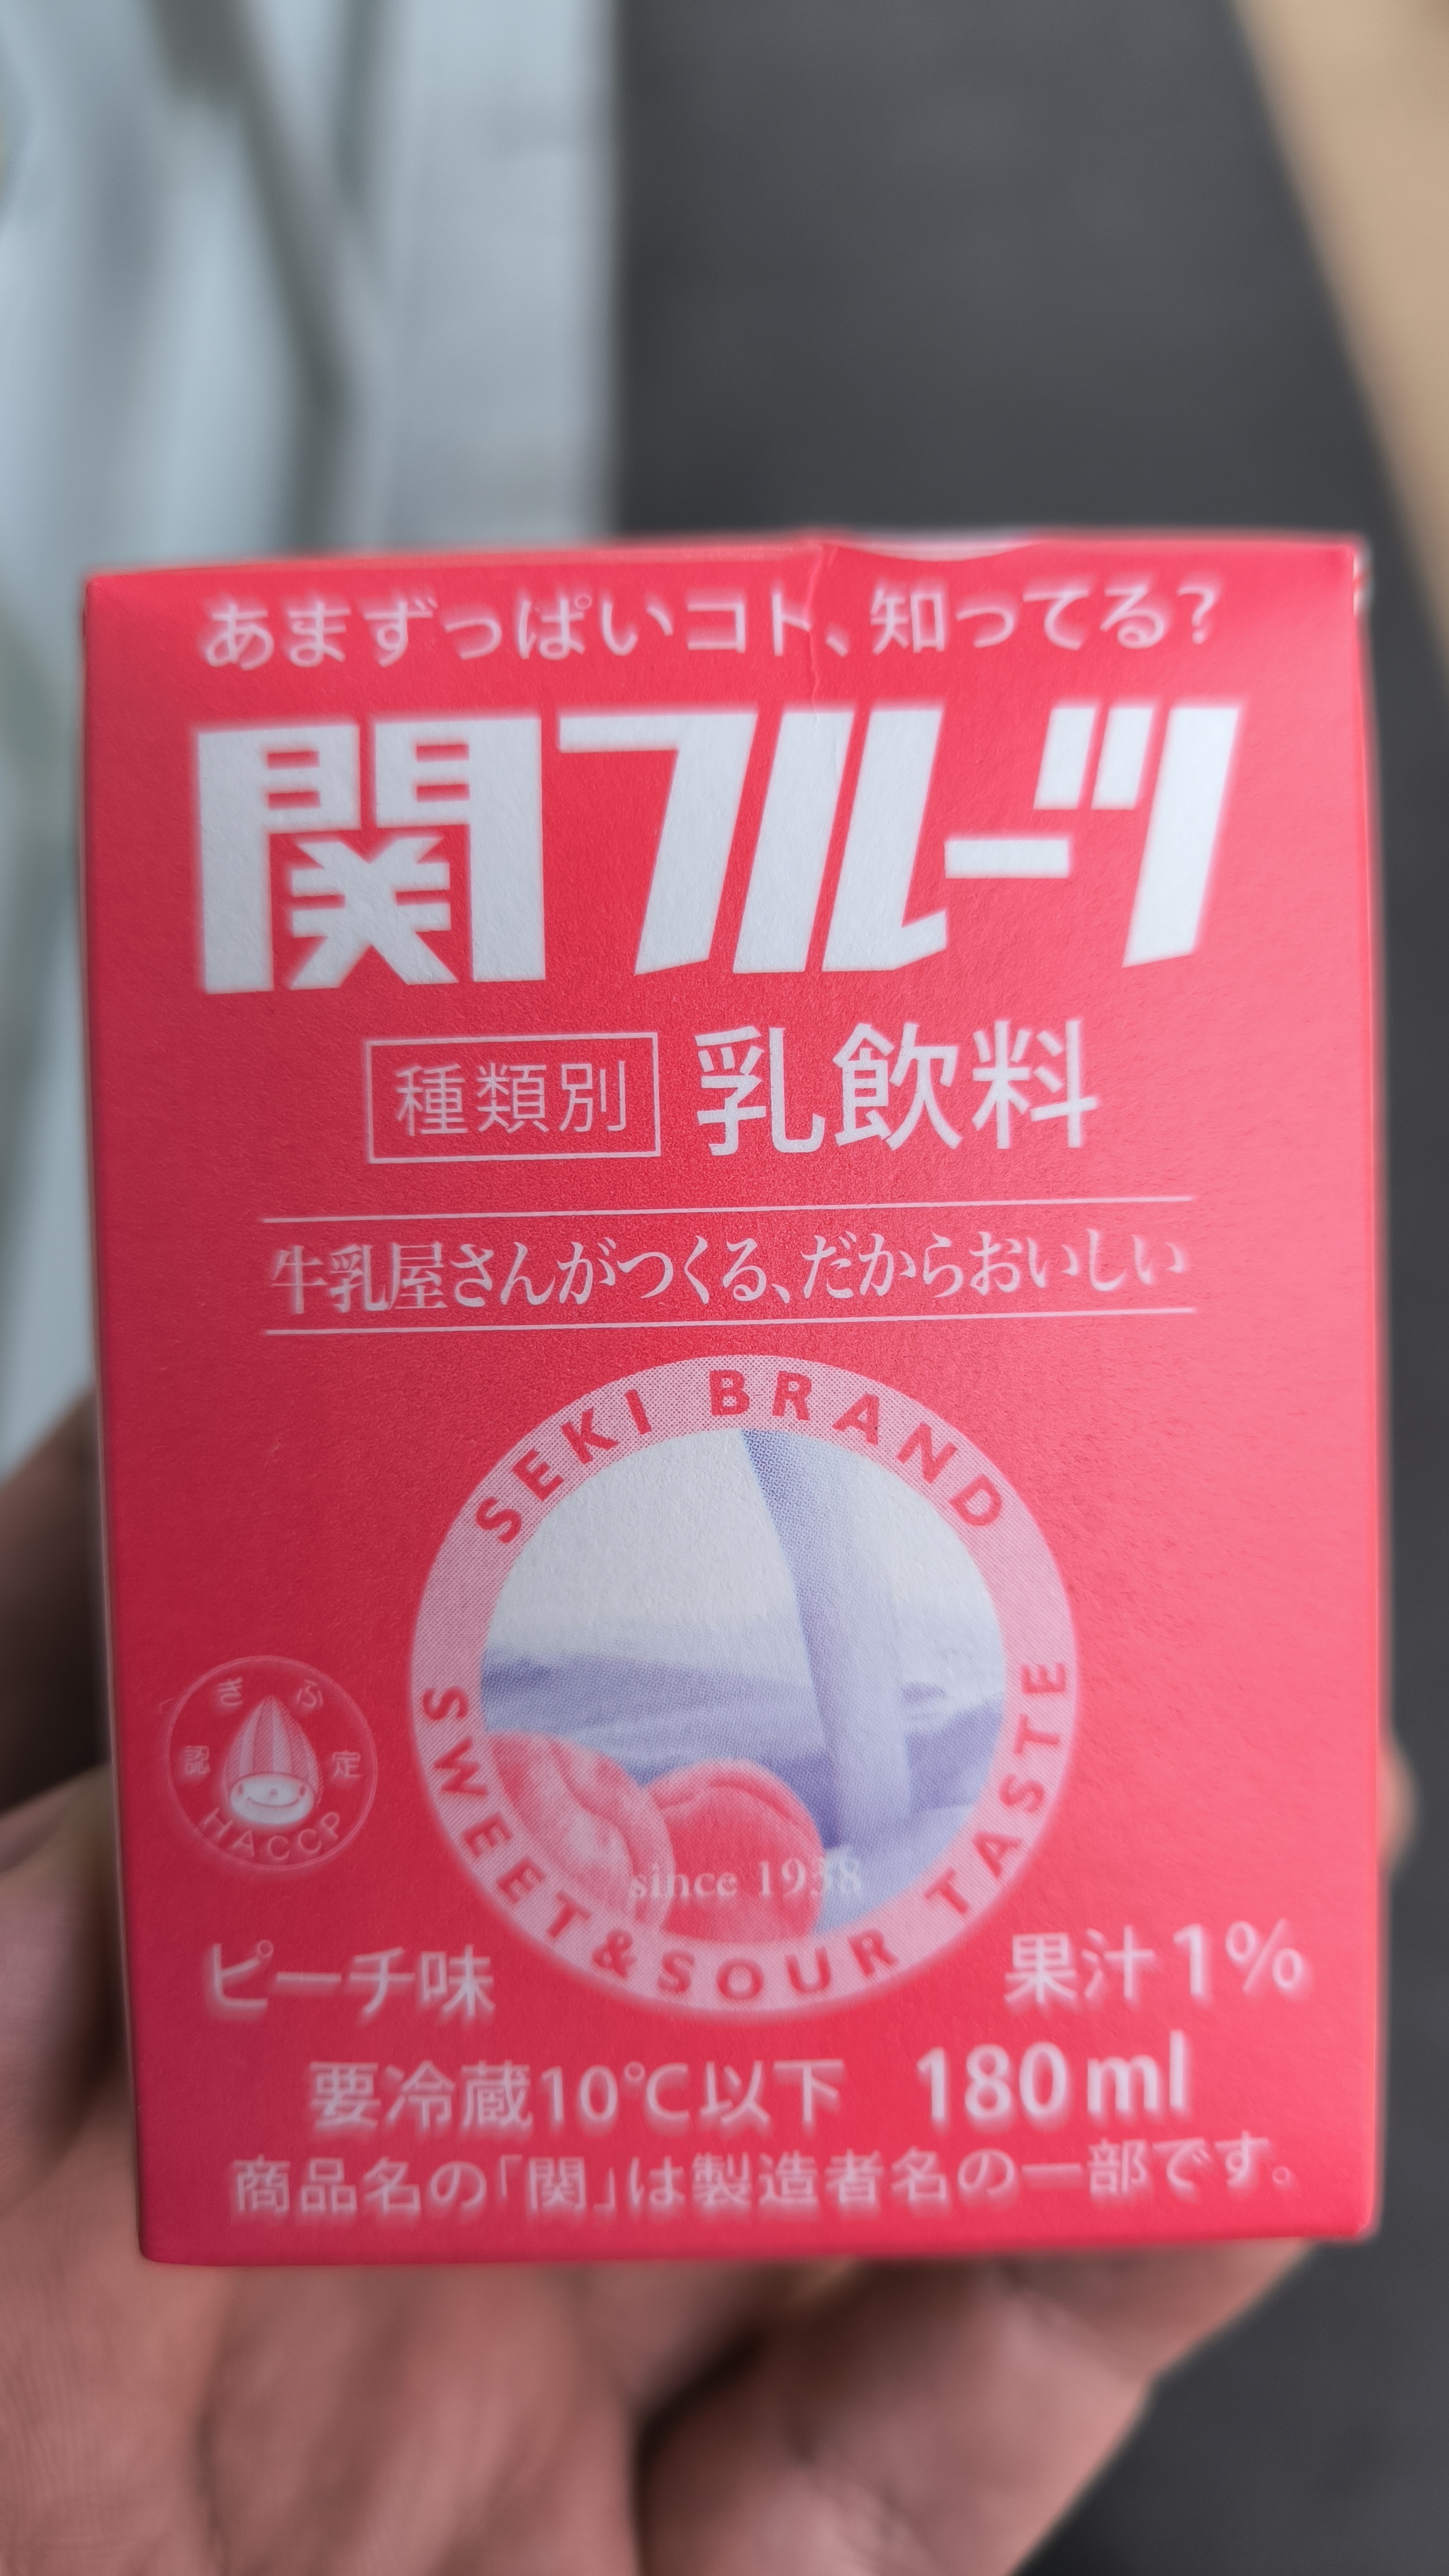 あまずっぱいコト、知ってる?
関フルーツ
種類別 乳飲料
牛乳屋さんがつくる、だからおいしい
SEKI BRAND
SWEET&SOUR TASTE
since 1938
ぎふ
認定
HACCP
ピーチ味
果汁1%
要冷蔵10℃以下 180ml
商品名の「関」は製造者名の一部です。